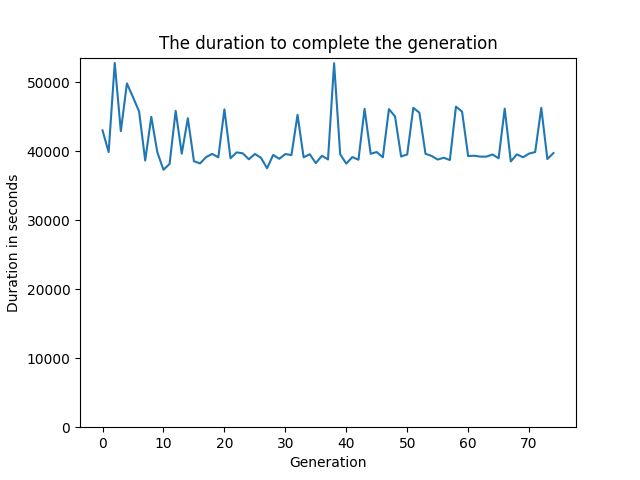 The duration to complete the generation
50000
40000
30000
20000
10000
0
Duration in seconds
0 10 20 30 40 50 60 70
Generation